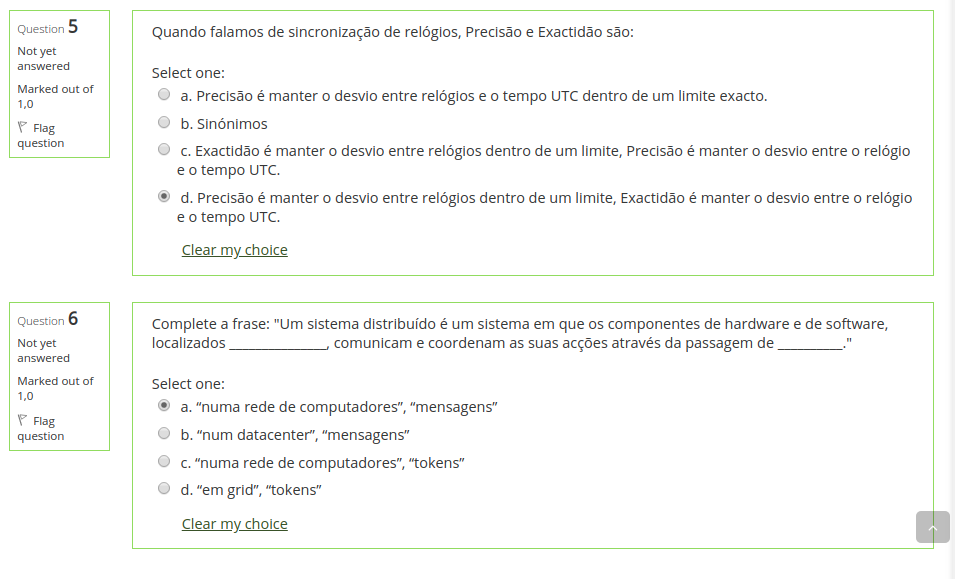 Question 5
Not yet
answered
Marked out of
1,0
Flag
question
Quando falamos de sincronização de relógios, Precisão e Exactidão são:
Select one:
a. Precisão é manter o desvio entre relógios e o tempo UTC dentro de um limite exacto.
b. Sinónimos
c. Exactidão é manter o desvio entre relógios dentro de um limite, Precisão é manter o desvio entre o relógio
e o tempo UTC.
d. Precisão é manter o desvio entre relógios dentro de um limite, Exactidão é manter o desvio entre o relógio
e o tempo UTC.
Clear my choice
Question 6
Not yet
answered
Marked out of
1,0
Flag
question
Complete a frase: "Um sistema distribuído é um sistema em que os componentes de hardware e de software,
localizados _______________, comunicam e coordenam as suas acções através da passagem de __________."
Select one:
a. “numa rede de computadores”, “mensagens”
b. “num datacenter”, “mensagens”
c. “numa rede de computadores”, “tokens”
d. “em grid”, “tokens”
Clear my choice